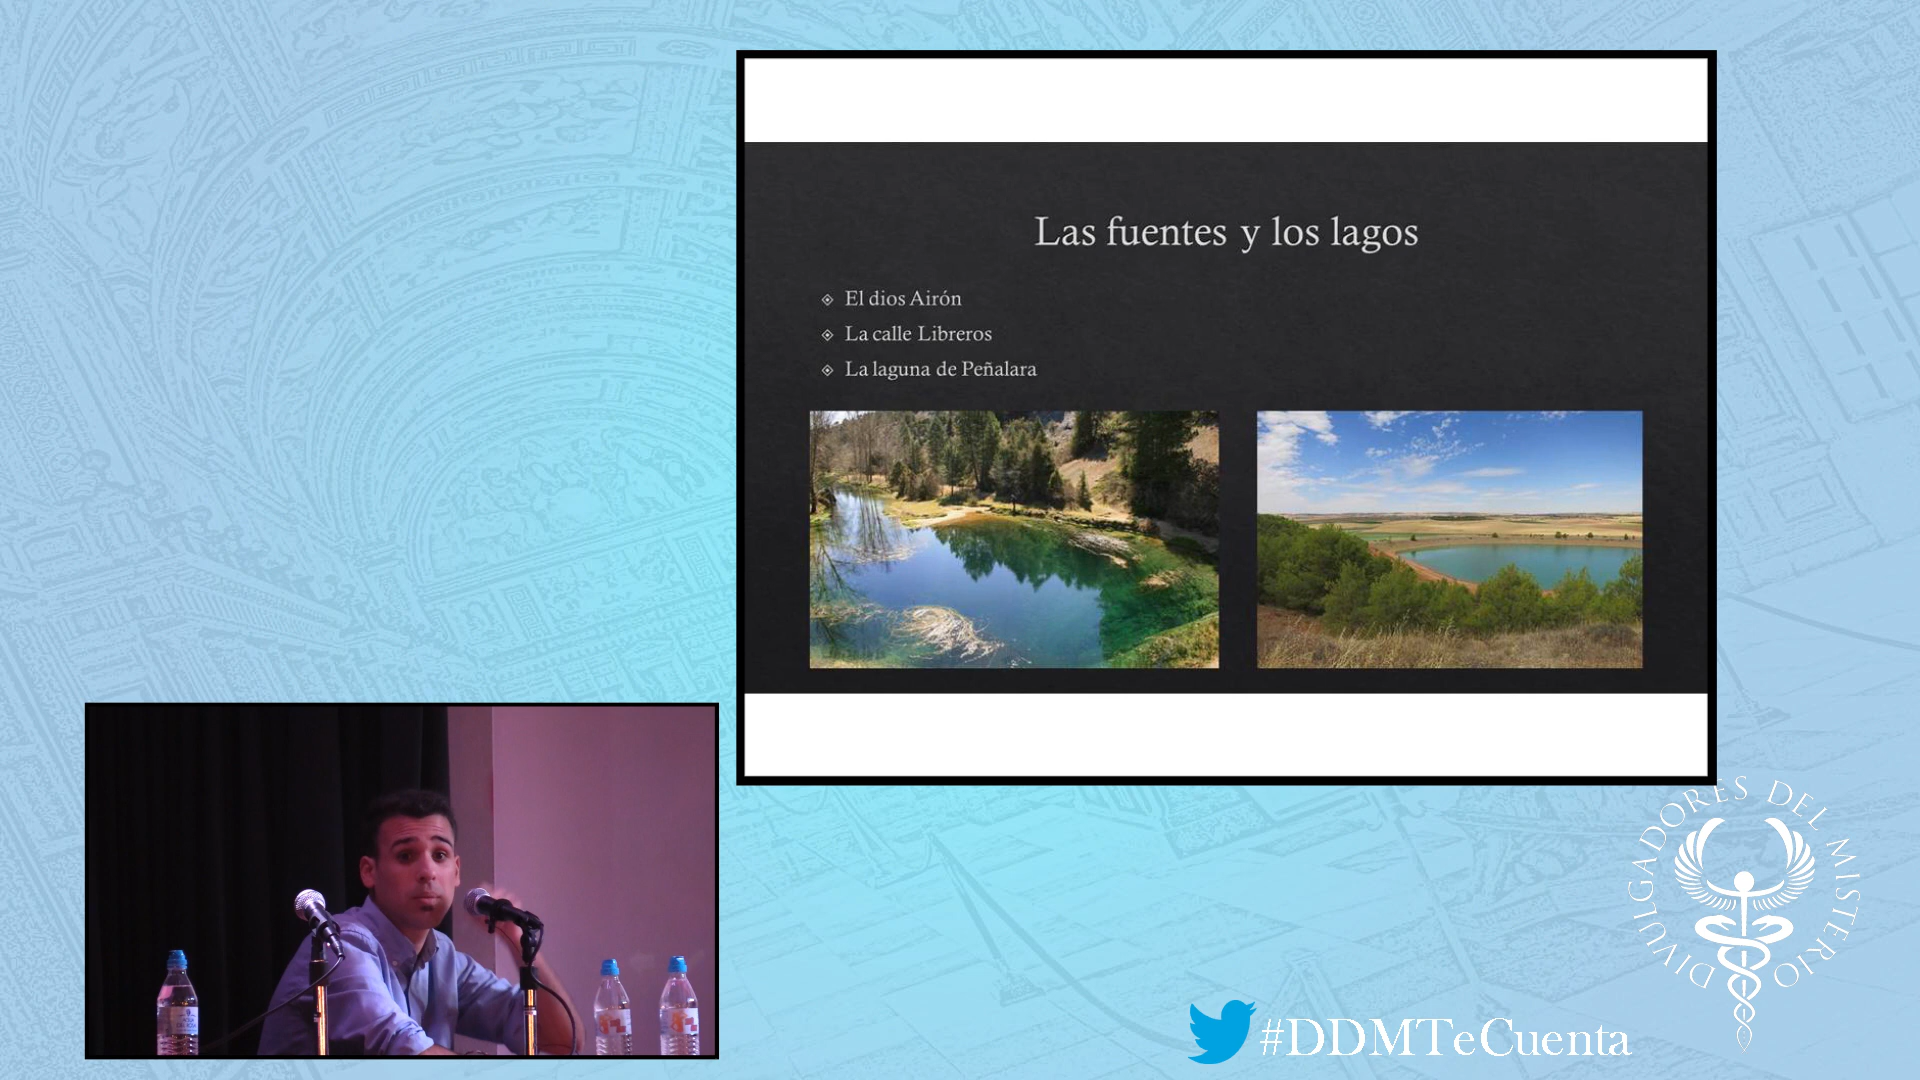 Las fuentes y los lagos
El dios Airón
La calle Libreros
La laguna de Peñalara
DIVULGADORES DEL MISTERIO
#DDMTeCuenta